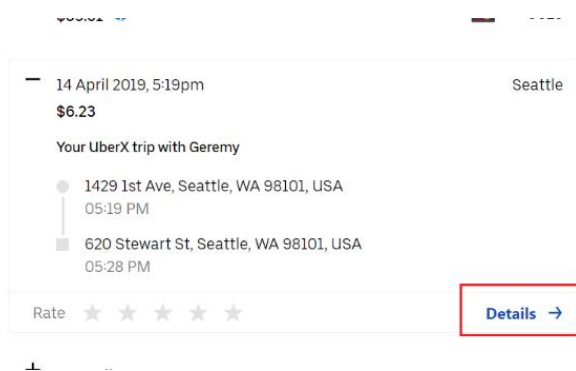 14 April 2019, 5:19pm
Seattle
$6.23
Your UberX trip with Geremy
1429 1st Ave, Seattle, WA 98101, USA
05:19 PM
620 Stewart St, Seattle, WA 98101, USA
05:28 PM
Rate
Details →